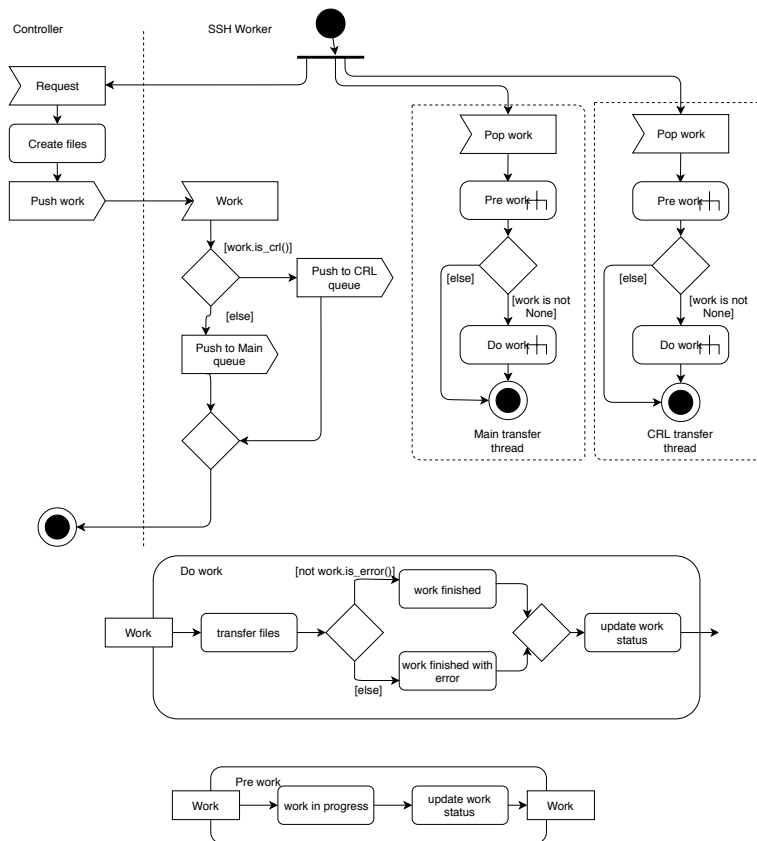 Controller
SSH Worker
Request
Create files
Push work
Work
[work.is_crl()]
Push to CRL
queue
[else]
Push to Main
queue
Pop work
Pre work
[else]
[work is not
None]
Do work
Main transfer
thread
Pop work
Pre work
[else]
[work is not
None]
Do work
CRL transfer
thread
Do work
[not work.is_error()]
work finished
Work
transfer files
update work
status
work finished with
error
[else]
Pre work
Work
work in progress
update work
status
Work